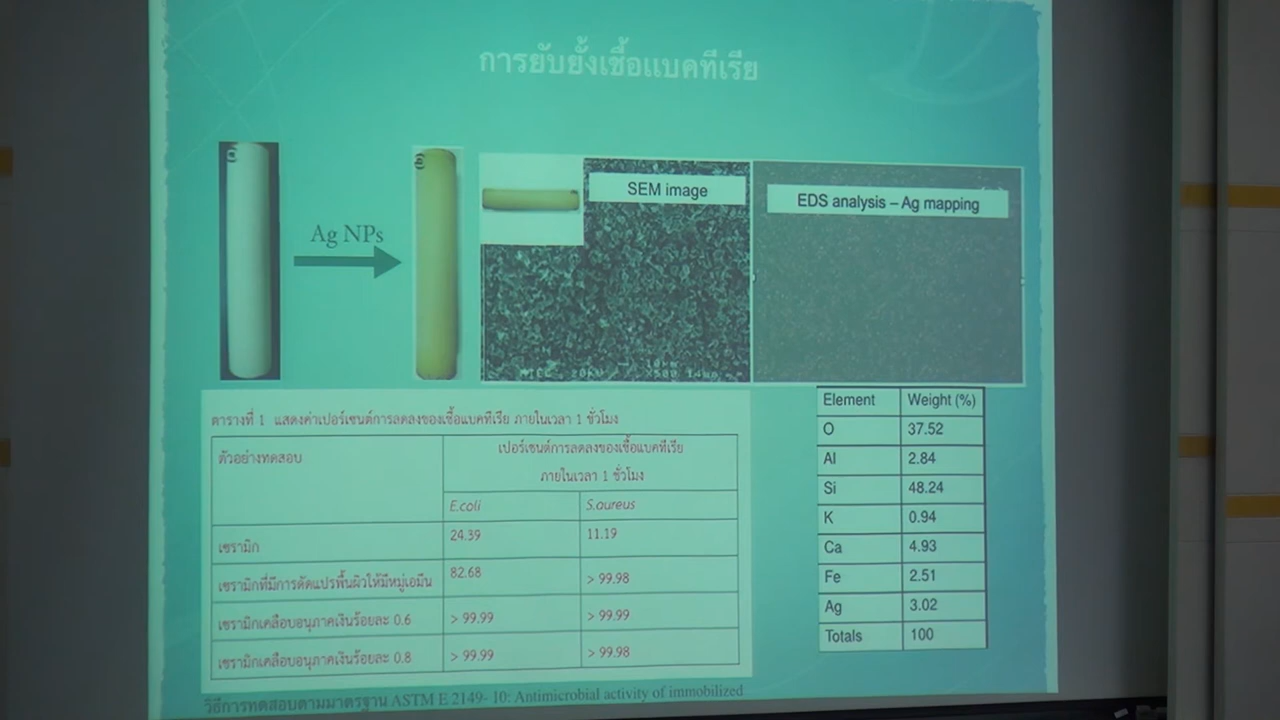 การยับยั้งเชื้อแบคทีเรีย
Ag NPs
SEM image
EDS analysis – Ag mapping
20kV X500
10μm
ตารางที่ 1 แสดงค่าเปอร์เซนต์การลดลงของเชื้อแบคทีเรีย ภายในเวลา 1 ชั่วโมง
ตัวอย่างทดสอบ
เปอร์เซนต์การลดลงของเชื้อแบคทีเรีย
ภายในเวลา 1 ชั่วโมง
E.coli S.aureus
เซรามิก 24.39 11.19
เซรามิกที่มีการดัดแปรพื้นผิวให้มีหมู่เอมีน 82.68 > 99.98
เซรามิกเคลือบอนุภาคเงินร้อยละ 0.6 > 99.99 > 99.99
เซรามิกเคลือบอนุภาคเงินร้อยละ 0.8 > 99.99 > 99.98
Element Weight (%)
O 37.52
Al 2.84
Si 48.24
K 0.94
Ca 4.93
Fe 2.51
Ag 3.02
Totals 100
วิธีการทดสอบตามมาตรฐาน ASTM E 2149- 10: Antimicrobial activity of immobilized